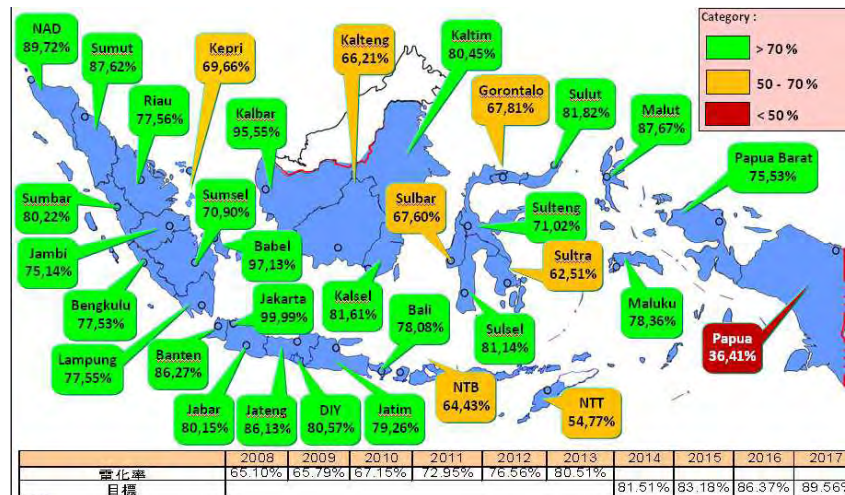 NAD
89,72%
Sumut
87,62%
Kepri
69,66%
Kalteng
66,21%
Kaltim
80,45%
Category :
> 70 %
50 - 70 %
< 50 %
Riau
77,56%
Kalbar
95,55%
Gorontalo
67,81%
Sulut
81,82%
Malut
87,67%
Papua Barat
75,53%
Sumbar
80,22%
Sumsel
70,90%
Sulbar
67,60%
Sulteng
71,02%
Jambi
75,14%
Babel
97,13%
Sultra
62,51%
Bengkulu
77,53%
Jakarta
99,99%
Kalsel
81,61%
Bali
78,08%
Sulsel
81,14%
Maluku
78,36%
Papua
36,41%
Lampung
77,55%
Banten
86,27%
NTB
64,43%
NTT
54,77%
Jabar
80,15%
Jateng
86,13%
DIY
80,57%
Jatim
79,26%
2008 2009 2010 2011 2012 2013 2014 2015 2016 2017
電化率 65.10% 65.79% 67.15% 72.95% 76.56% 80.51%
目標 81.51% 83.18% 86.37% 89.56%